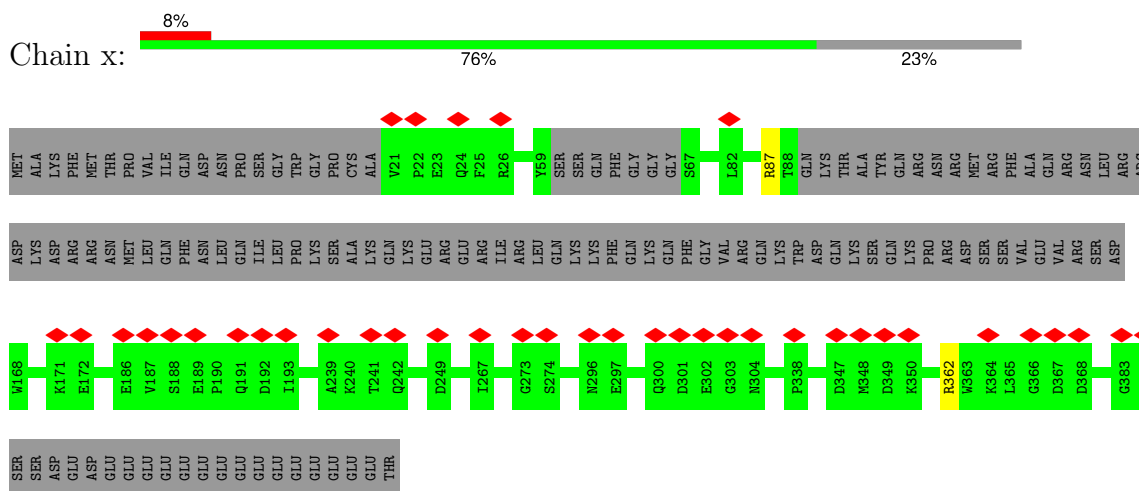 Chain x:
8%
76%
23%
MET ALA LYS PHE MET THR PRO VAL ILE GLN ASP ASN PRO SER GLY TRP GLY PRO CYS ALA V21 P22 E23 Q24 F25 R26 Y59 SER SER GLN PHE GLY GLY GLY S67 L82 R87 T88 GLN LYS THR ALA TYR GLN ARG ASN ARG MET ARG PHE ALA GLN ARG ASN LEU ARG ARG
ASP LYS ASP ARG ARG ASN MET LEU GLN PHE ASN LEU GLN ILE LEU PRO LYS SER ALA LYS GLN LYS GLU ARG GLU ARG ILE ARG LEU GLN LYS LYS PHE GLN LYS GLN PHE GLY VAL ARG GLN LYS TRP ASP GLN LYS SER GLN LYS PRO ARG ASP SER SER VAL GLU VAL ARG SER ASP
W168 K171 E172 E186 V187 S188 E189 P190 Q191 D192 I193 A239 K240 T241 Q242 D249 I267 G273 S274 N296 E297 Q300 D301 E302 G303 N304 P338 D347 M348 D349 K350 R362 W363 K364 L365 G366 D367 D368 G383
SER SER ASP GLU ASP GLU GLU GLU GLU GLU GLU GLU GLU GLU GLU GLU GLU GLU GLU GLU THR